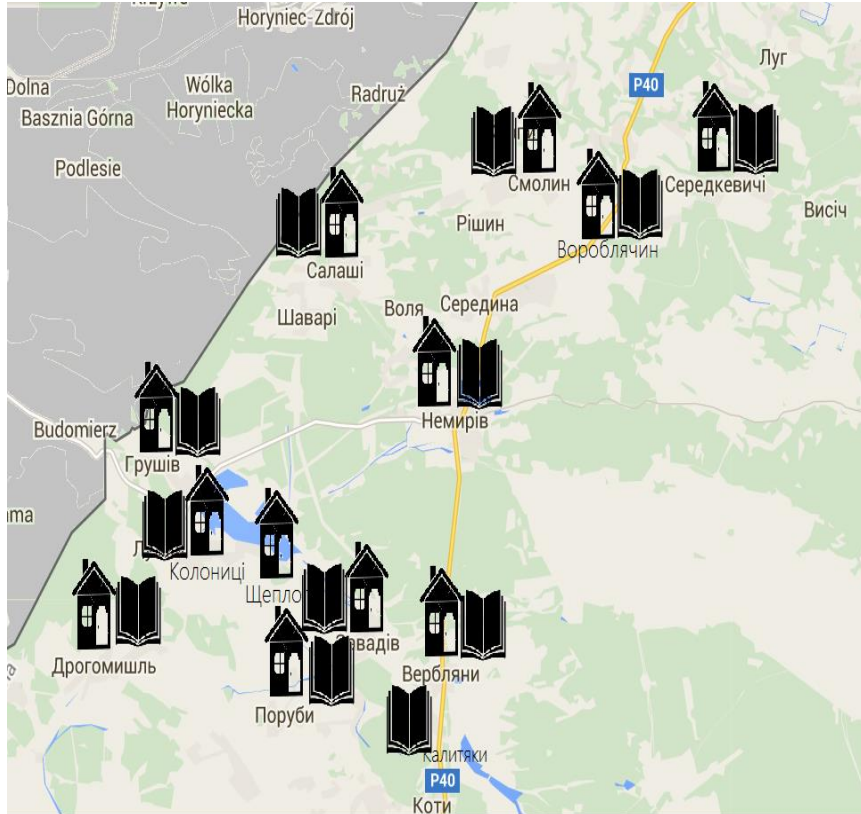 Horyniec-Zdrój
Dolna
Wólka
Horyniecka
Radruż
P40
Луг
Basznia Górna
Podlesie
Смолин
Середкевичі
Рішин
Висіч
Вороблячин
Салаші
Шаварі
Воля
Середина
Немирів
Budomierz
Грушів
Колониці
Щепло
Дрогомишль
Вербляни
Поруби
Калитяки
P40
Коти